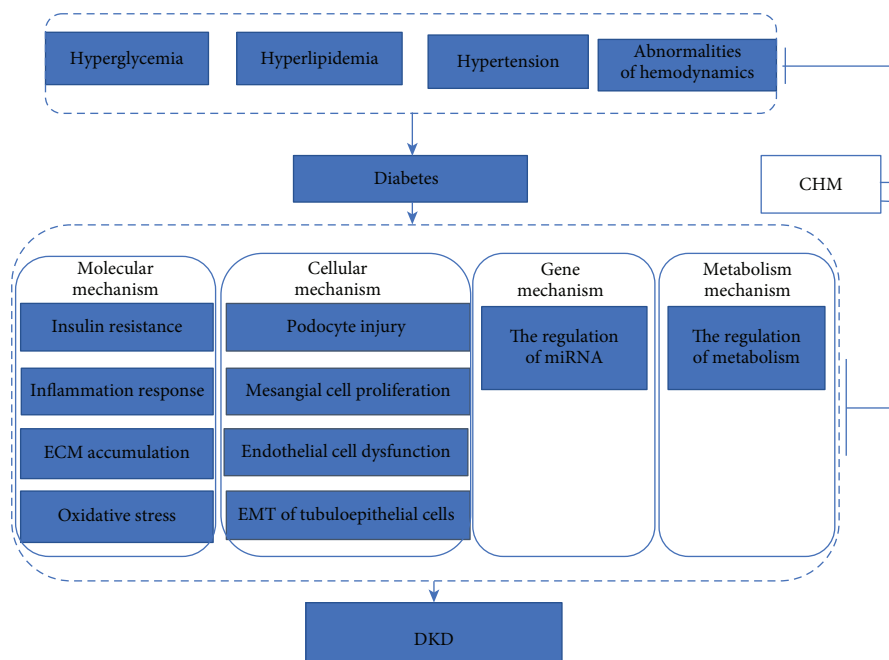 Hyperglycemia
Hyperlipidemia
Hypertension
Abnormalities
of hemodynamics
Diabetes
CHM
Molecular
mechanism
Insulin resistance
Inflammation response
ECM accumulation
Oxidative stress
Cellular
mechanism
Podocyte injury
Mesangial cell proliferation
Endothelial cell dysfunction
EMT of tubuloepithelial cells
Gene
mechanism
The regulation
of miRNA
Metabolism
mechanism
The regulation
of metabolism
DKD